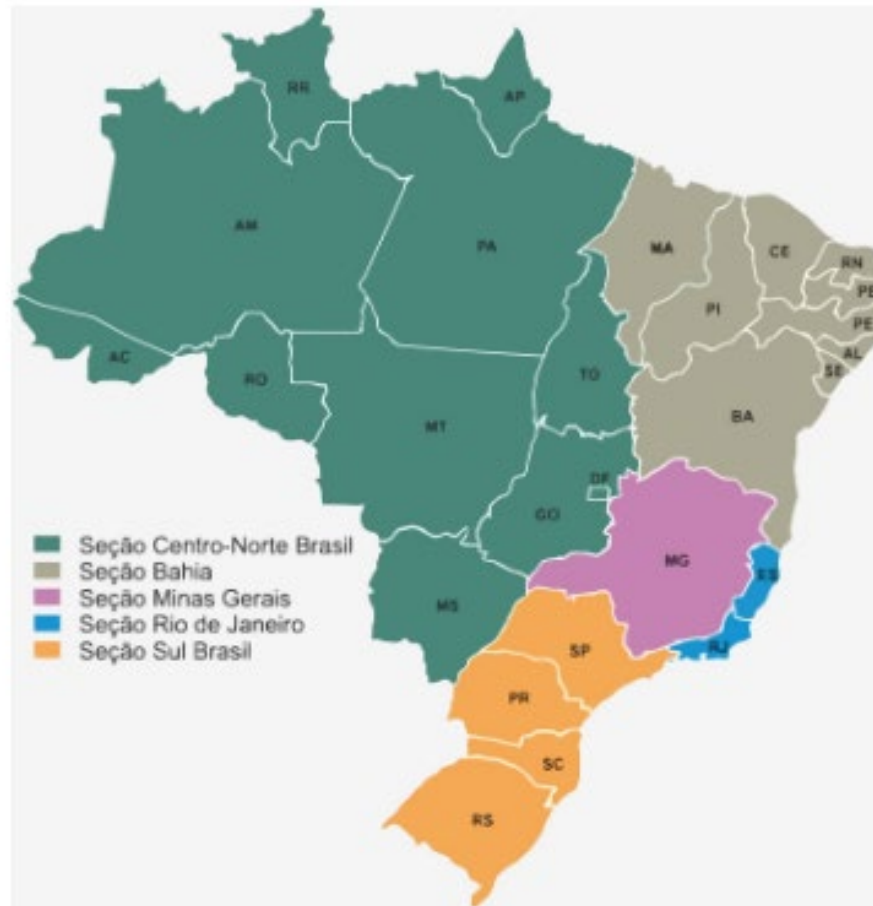 RR
AP
AM
PA
MA
CE
RN
PB
PI
PE
AC
AL
TO
SE
RO
BA
MT
DF
GO
Seção Centro-Norte Brasil
MG
Seção Bahia
ES
Seção Minas Gerais
MS
Seção Rio de Janeiro
RJ
Seção Sul Brasil
SP
PR
SC
RS